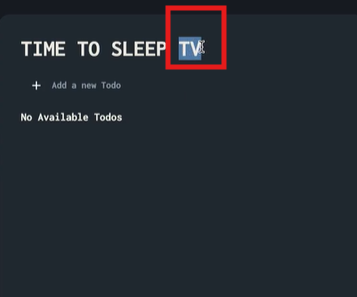 TIME TO SLEEP TV
+ Add a new Todo
No Available Todos